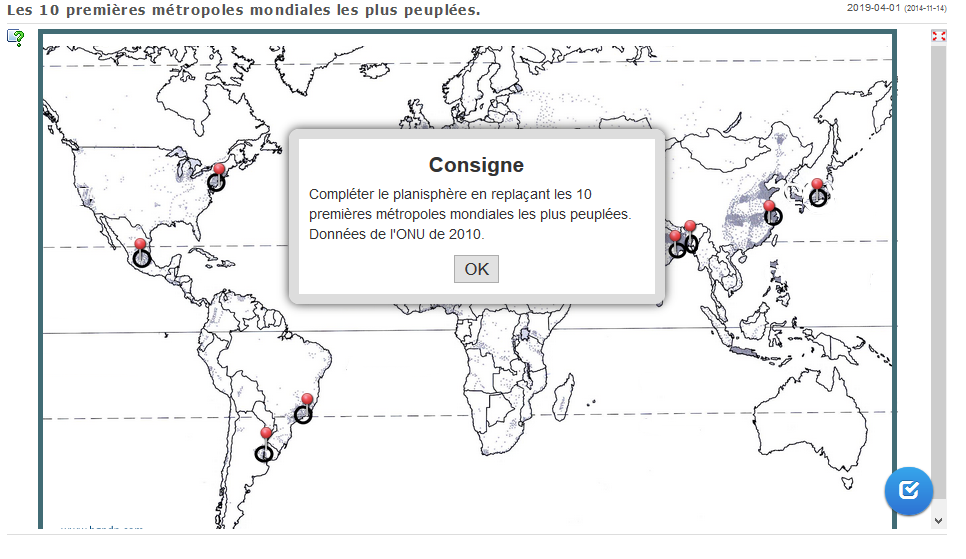 Les 10 premières métropoles mondiales les plus peuplées.
2019-04-01 (2014-11-14)
Consigne
Compléter le planisphère en replaçant les 10
premières métropoles mondiales les plus peuplées.
Données de l'ONU de 2010.
OK